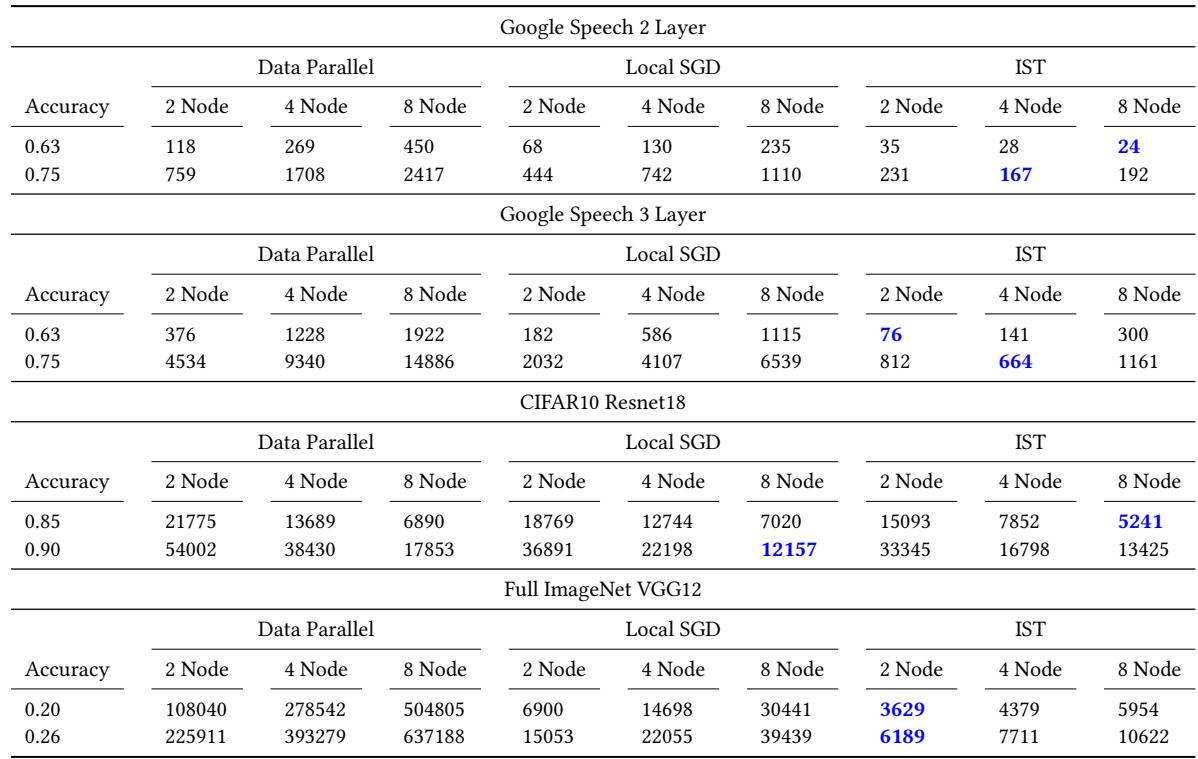 Google Speech 2 Layer
Data Parallel Local SGD IST
Accuracy 2 Node 4 Node 8 Node 2 Node 4 Node 8 Node 2 Node 4 Node 8 Node
0.63 118 269 450 68 130 235 35 28 24
0.75 759 1708 2417 444 742 1110 231 167 192
Google Speech 3 Layer
Data Parallel Local SGD IST
Accuracy 2 Node 4 Node 8 Node 2 Node 4 Node 8 Node 2 Node 4 Node 8 Node
0.63 376 1228 1922 182 586 1115 76 141 300
0.75 4534 9340 14886 2032 4107 6539 812 664 1161
CIFAR10 Resnet18
Data Parallel Local SGD IST
Accuracy 2 Node 4 Node 8 Node 2 Node 4 Node 8 Node 2 Node 4 Node 8 Node
0.85 21775 13689 6890 18769 12744 7020 15093 7852 5241
0.90 54002 38430 17853 36891 22198 12157 33345 16798 13425
Full ImageNet VGG12
Data Parallel Local SGD IST
Accuracy 2 Node 4 Node 8 Node 2 Node 4 Node 8 Node 2 Node 4 Node 8 Node
0.20 108040 278542 504805 6900 14698 30441 3629 4379 5954
0.26 225911 393279 637188 15053 22055 39439 6189 7711 10622